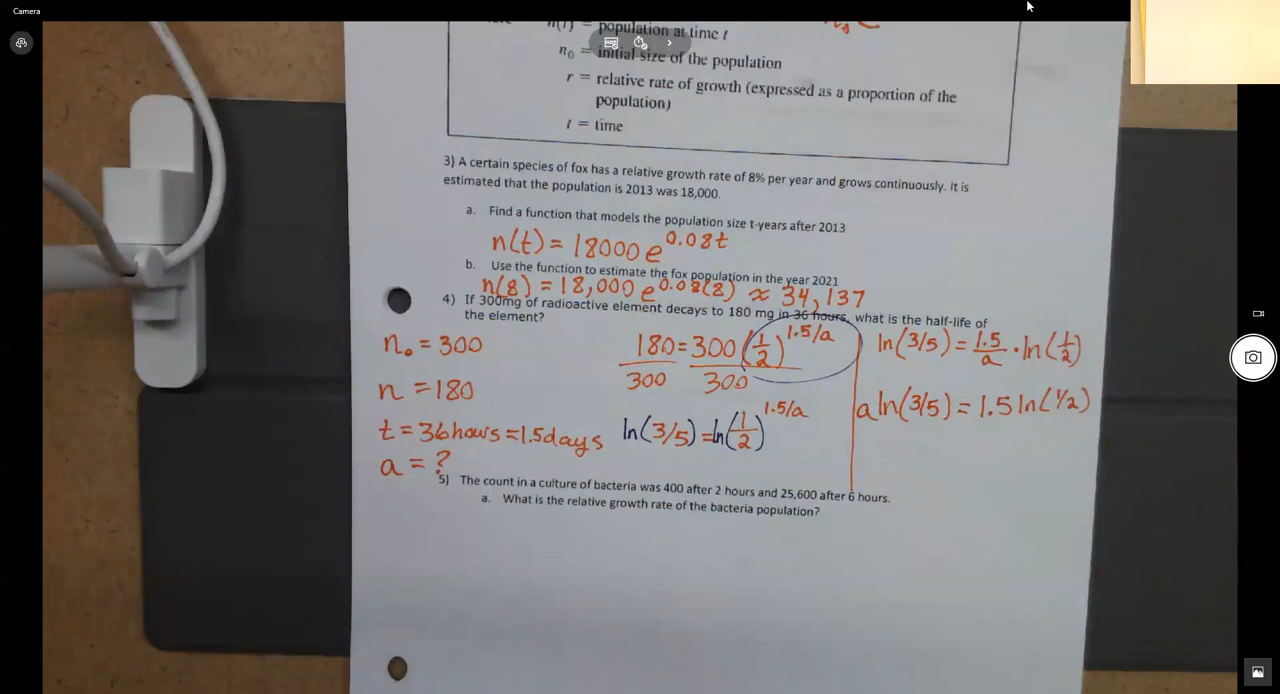 Camera
n(t) = population at time t
n₀ = initial size of the population
r = relative rate of growth (expressed as a proportion of the
population)
t = time
3) A certain species of fox has a relative growth rate of 8% per year and grows continuously. It is
estimated that the population is 2013 was 18,000.
a. Find a function that models the population size t-years after 2013
n(t) = 18000 e^0.08t
b. Use the function to estimate the fox population in the year 2021
n(8) = 18,000 e^0.08(8) ≈ 34,137
4) If 300mg of radioactive element decays to 180 mg in 36 hours, what is the half-life of
the element?
n₀ = 300
n = 180
t = 36 hours = 1.5 days
a = ?
180 = 300 (1/2)^1.5/a
300 300
ln(3/5) = ln(1/2)^1.5/a
ln(3/5) = 1.5/a · ln(1/2)
a ln(3/5) = 1.5 ln(1/2)
5) The count in a culture of bacteria was 400 after 2 hours and 25,600 after 6 hours.
a. What is the relative growth rate of the bacteria population?